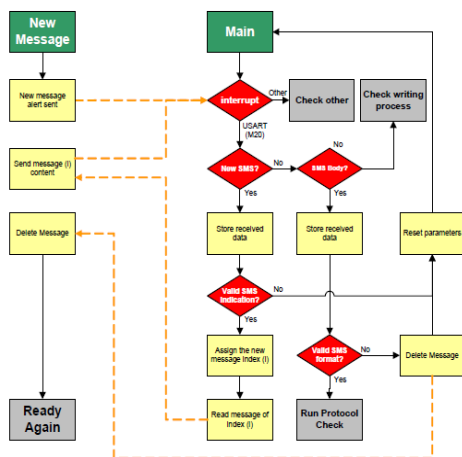 New
Message
Main
New message
alert sent
interrupt
Other
Check other
Check writing
process
USART
(M20)
No
Send message (I)
content
New SMS?
No
SMS Body?
Yes
Yes
Delete Message
Store received
data
Store received
data
Reset parameters
Valid SMS
indication?
No
Yes
Assign the new
message index (I)
Valid SMS
format?
No
Delete Message
Yes
Ready
Again
Read message of
index (I)
Run Protocol
Check